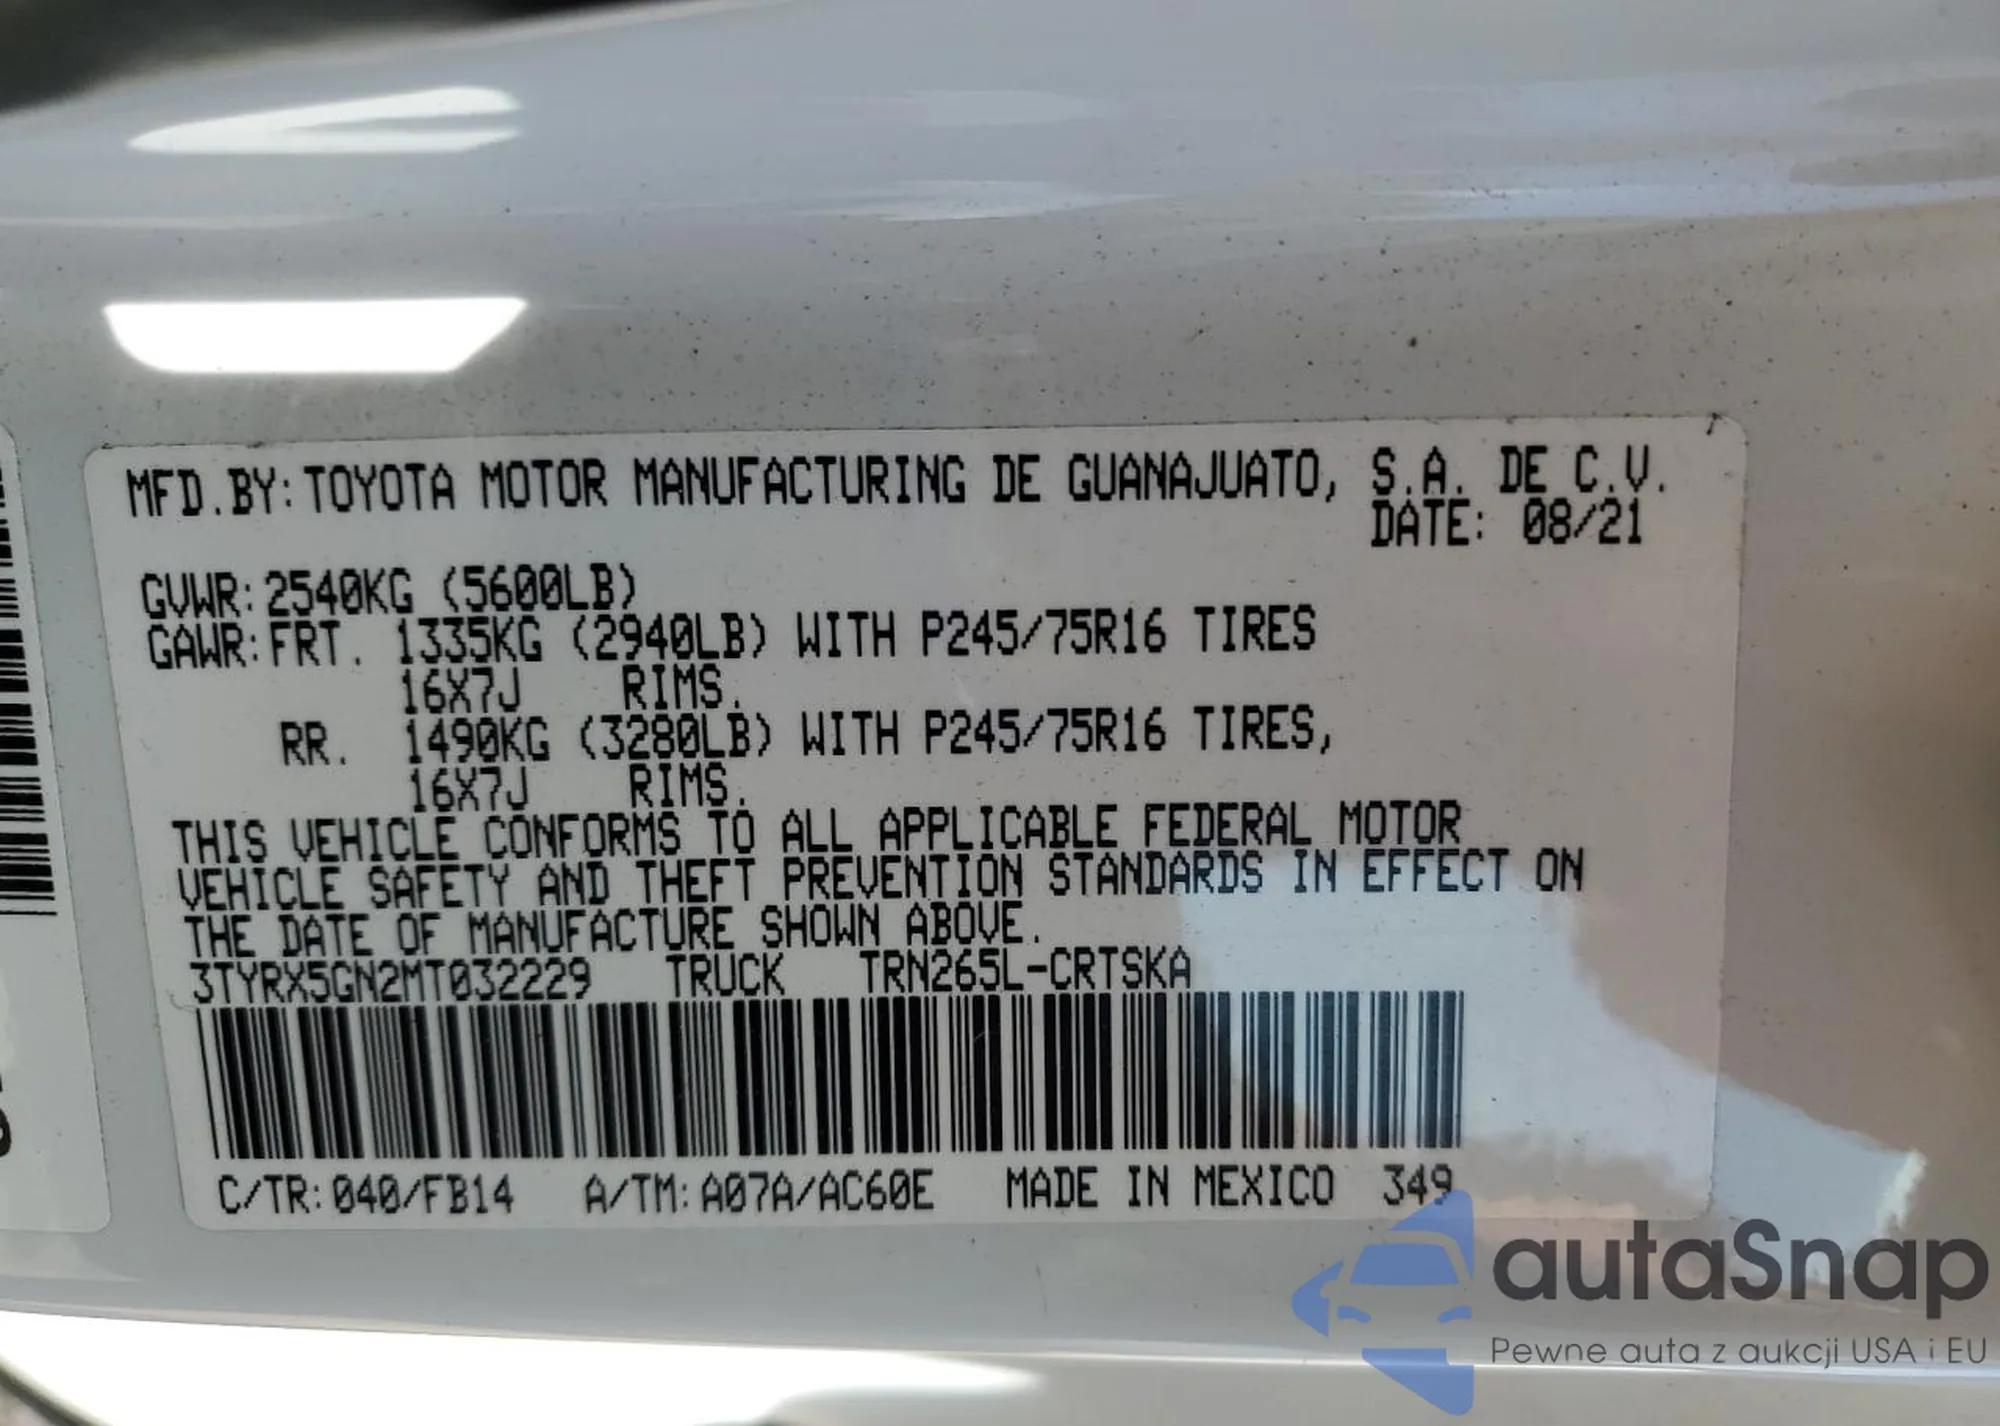 MFD.BY: TOYOTA MOTOR MANUFACTURING DE GUANAJUATO, S.A. DE C.V.
DATE: 08/21
GVWR: 2540KG (5600LB)
GAWR: FRT. 1335KG (2940LB) WITH P245/75R16 TIRES
16X7J RIMS.
RR. 1490KG (3280LB) WITH P245/75R16 TIRES,
16X7J RIMS.
THIS VEHICLE CONFORMS TO ALL APPLICABLE FEDERAL MOTOR
VEHICLE SAFETY AND THEFT PREVENTION STANDARDS IN EFFECT ON
THE DATE OF MANUFACTURE SHOWN ABOVE.
3TYRX5GN2MT032229 TRUCK TRN265L-CRTSKA
C/TR: 040/FB14 A/TM: A07A/AC60E MADE IN MEXICO 349
autaSnap
Pewne auta z aukcji USA i EU